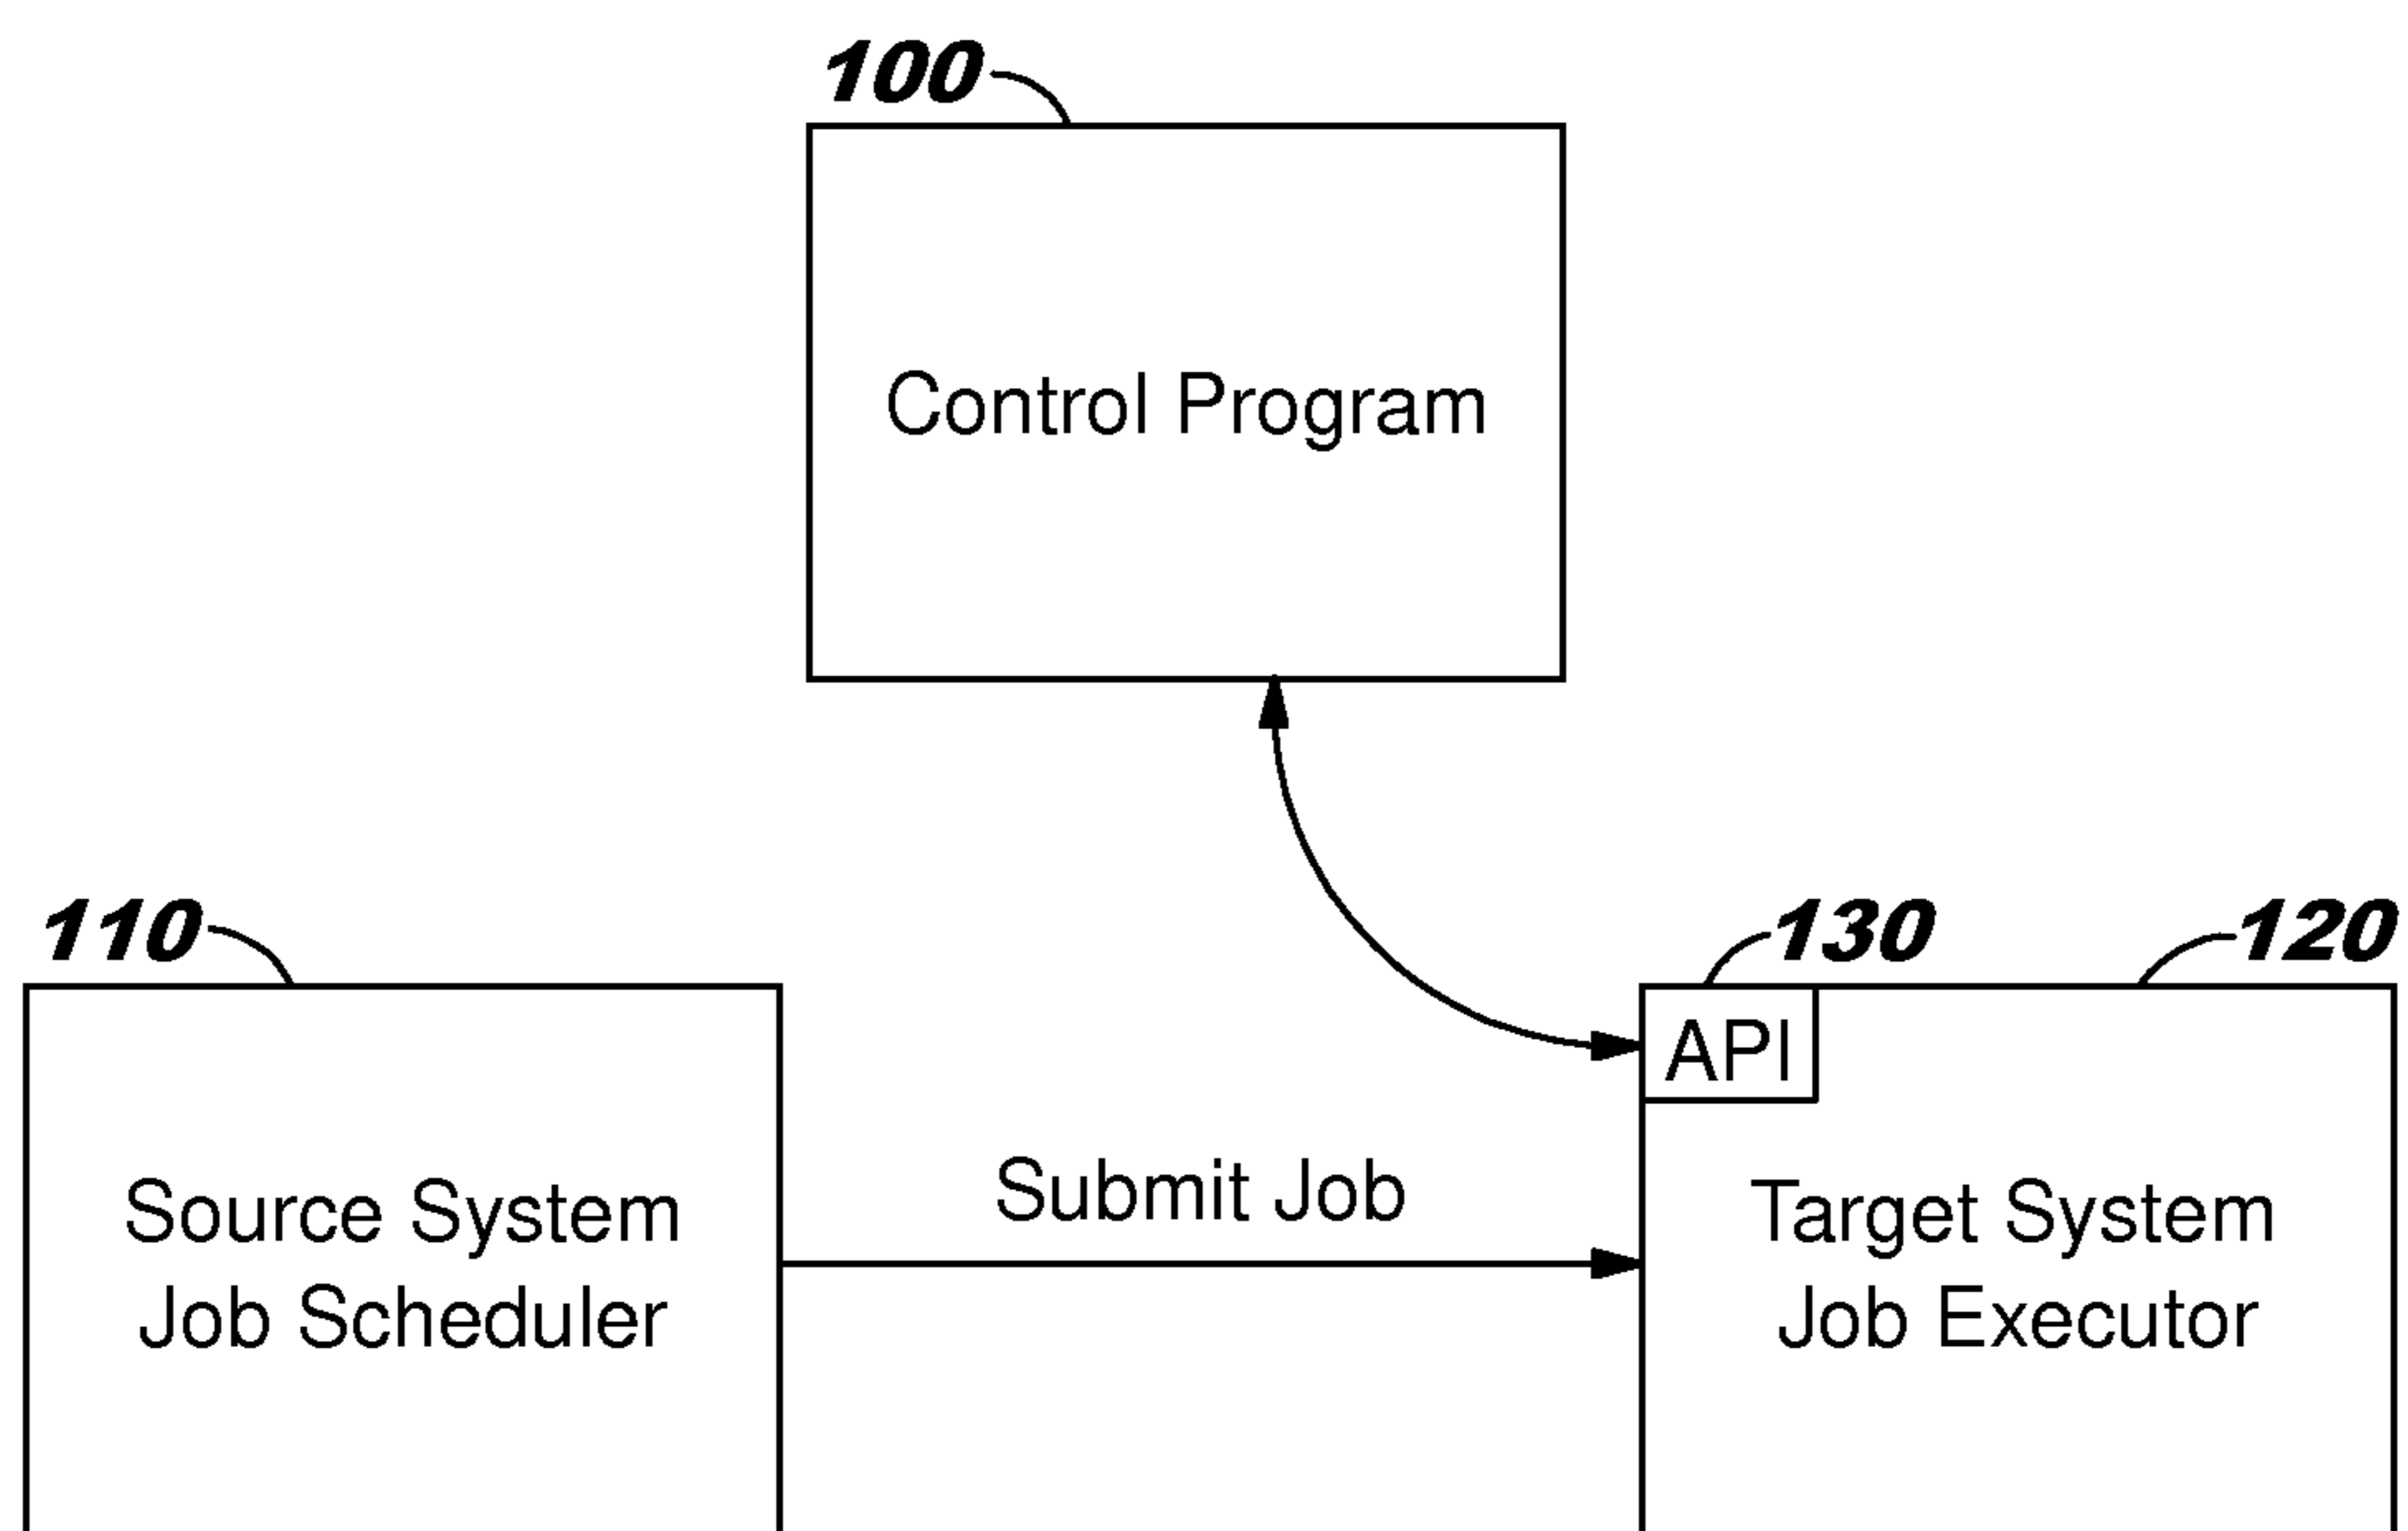 100
Control Program
110
130
120
API
Submit Job
Source System
Job Scheduler
Target System
Job Executor